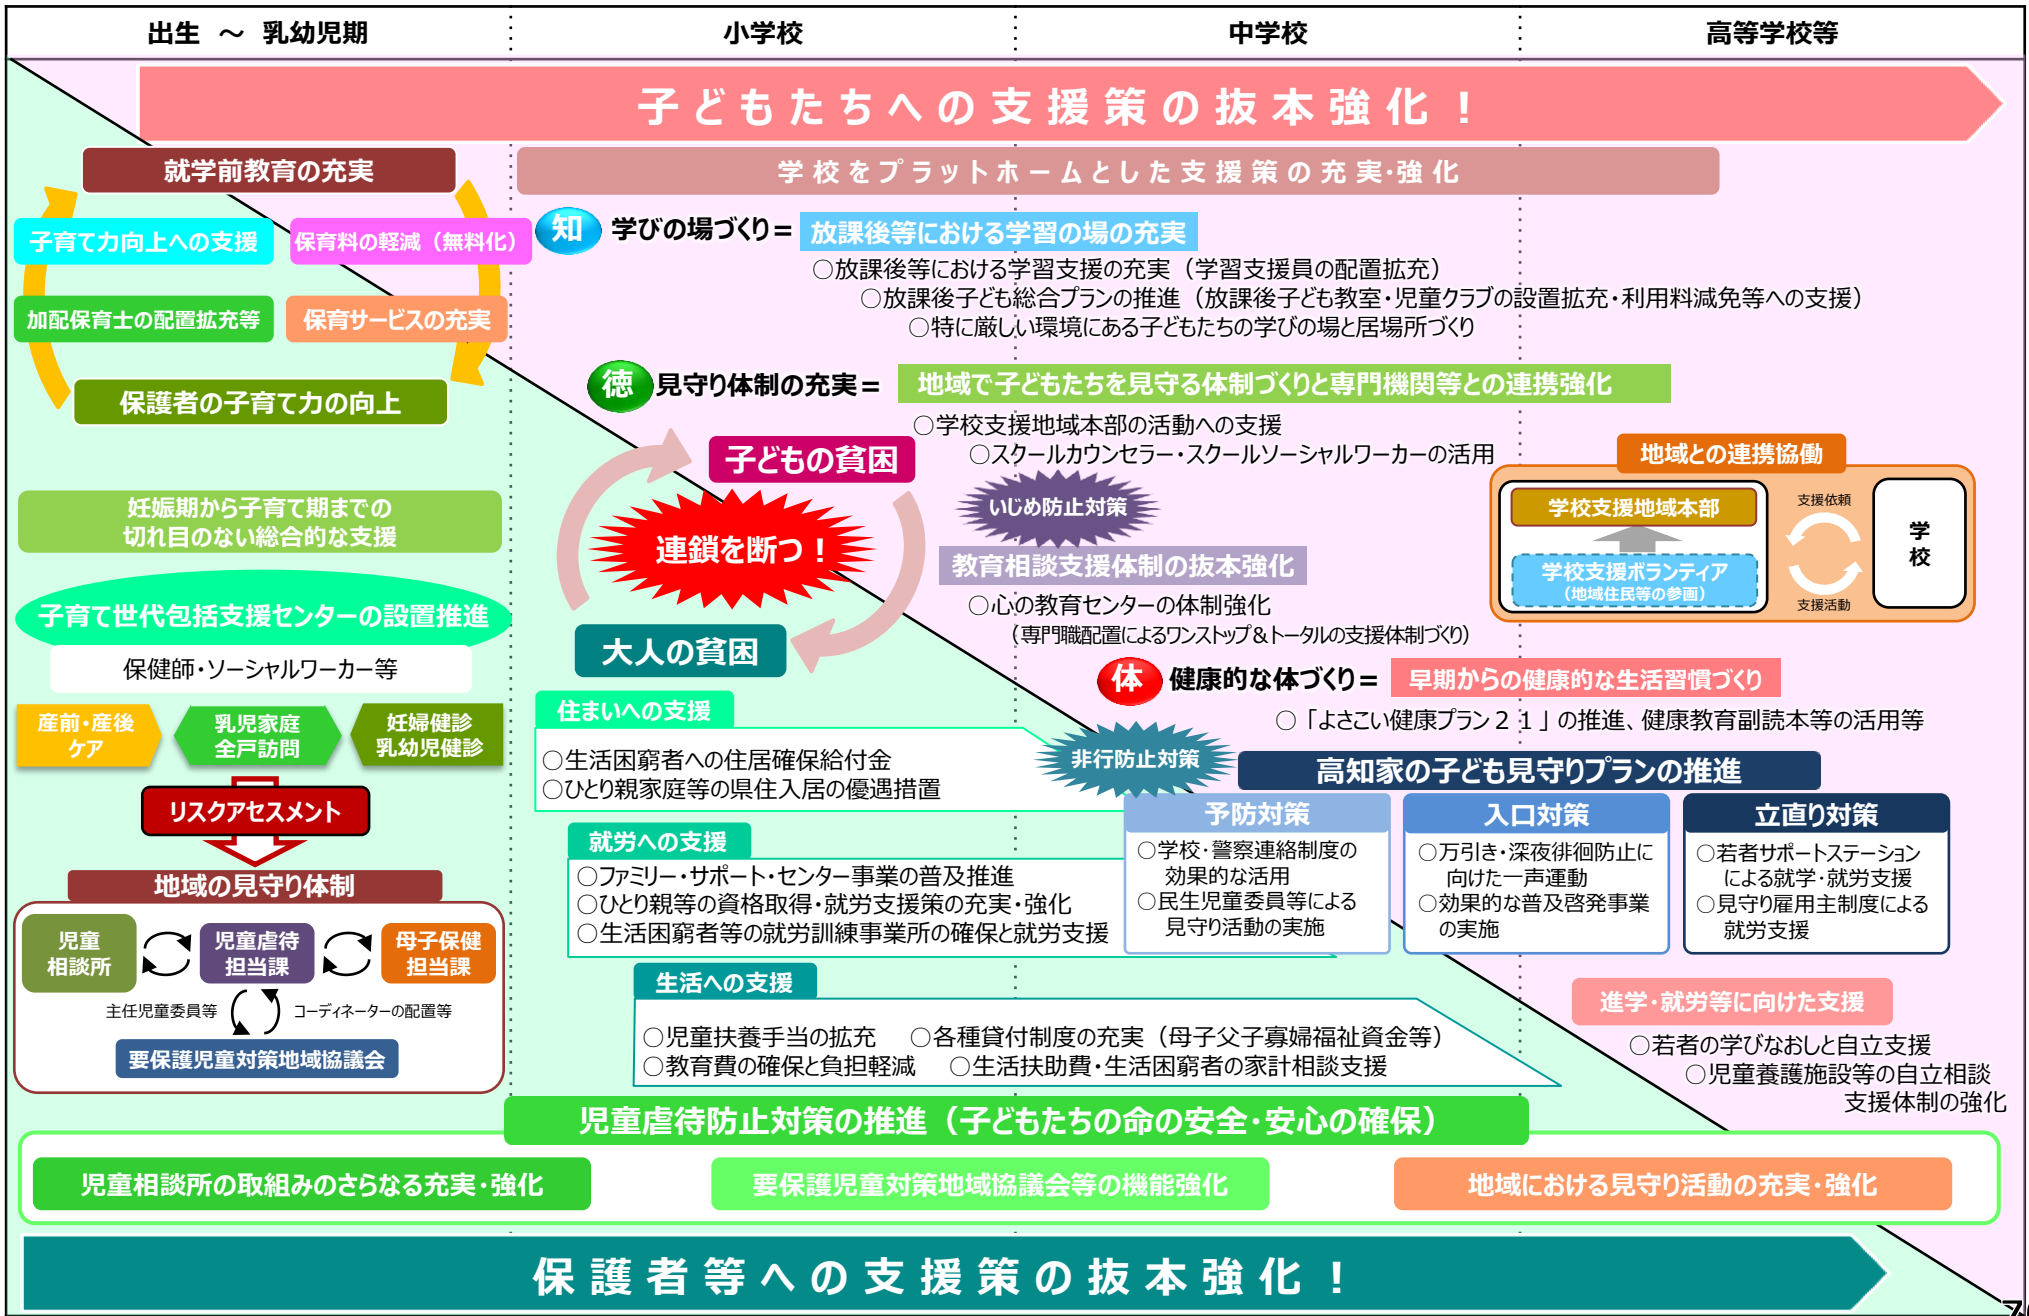 出生 ～ 乳幼児期
小学校
中学校
高等学校等
子どもたちへの支援策の抜本強化！
就学前教育の充実
子育て力向上への支援
保育料の軽減（無料化）
加配保育士の配置拡充等
保育サービスの充実
保護者の子育て力の向上
妊娠期から子育て期までの
切れ目のない総合的な支援
子育て世代包括支援センターの設置推進
保健師・ソーシャルワーカー等
産前・産後
ケア
乳児家庭
全戸訪問
妊婦健診
乳幼児健診
リスクアセスメント
地域の見守り体制
児童
相談所
児童虐待
担当課
母子保健
担当課
主任児童委員等
コーディネーターの配置等
要保護児童対策地域協議会
学校をプラットホームとした支援策の充実・強化
知
学びの場づくり＝
放課後等における学習の場の充実
○放課後等における学習支援の充実（学習支援員の配置拡充）
○放課後子ども総合プランの推進（放課後子ども教室・児童クラブの設置拡充・利用料減免等への支援）
○特に厳しい環境にある子どもたちの学びの場と居場所づくり
徳
見守り体制の充実＝
地域で子どもたちを見守る体制づくりと専門機関等との連携強化
○学校支援地域本部の活動への支援
○スクールカウンセラー・スクールソーシャルワーカーの活用
子どもの貧困
連鎖を断つ！
大人の貧困
いじめ防止対策
教育相談支援体制の抜本強化
○心の教育センターの体制強化
（専門職配置によるワンストップ＆トータルの支援体制づくり）
地域との連携協働
学校支援地域本部
学校支援ボランティア
（地域住民等の参画）
支援依頼
支援活動
学
校
体
健康的な体づくり＝
早期からの健康的な生活習慣づくり
○「よさこい健康プラン２１」の推進、健康教育副読本等の活用等
住まいへの支援
○生活困窮者への住居確保給付金
○ひとり親家庭等の県住入居の優遇措置
就労への支援
○ファミリー・サポート・センター事業の普及推進
○ひとり親等の資格取得・就労支援策の充実・強化
○生活困窮者等の就労訓練事業所の確保と就労支援
生活への支援
○児童扶養手当の拡充 ○各種貸付制度の充実（母子父子寡婦福祉資金等）
○教育費の確保と負担軽減 ○生活扶助費・生活困窮者の家計相談支援
非行防止対策
高知家の子ども見守りプランの推進
予防対策
○学校・警察連絡制度の
効果的な活用
○民生児童委員等による
見守り活動の実施
入口対策
○万引き・深夜徘徊防止に
向けた一声運動
○効果的な普及啓発事業
の実施
立直り対策
○若者サポートステーション
による就学・就労支援
○見守り雇用主制度による
就労支援
進学・就労等に向けた支援
○若者の学びなおしと自立支援
○児童養護施設等の自立相談
支援体制の強化
児童虐待防止対策の推進（子どもたちの命の安全・安心の確保）
児童相談所の取組みのさらなる充実・強化
要保護児童対策地域協議会等の機能強化
地域における見守り活動の充実・強化
保護者等への支援策の抜本強化！